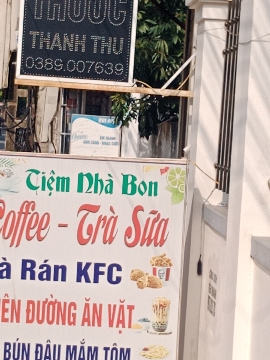 THUỐC
THANH THU
0389.007639
Tiệm Nhà Bon
Coffee - Trà Sữa
à Rán KFC
ÊN ĐƯỜNG ĂN VẶT
BÚN ĐẬU MẮM TÔM